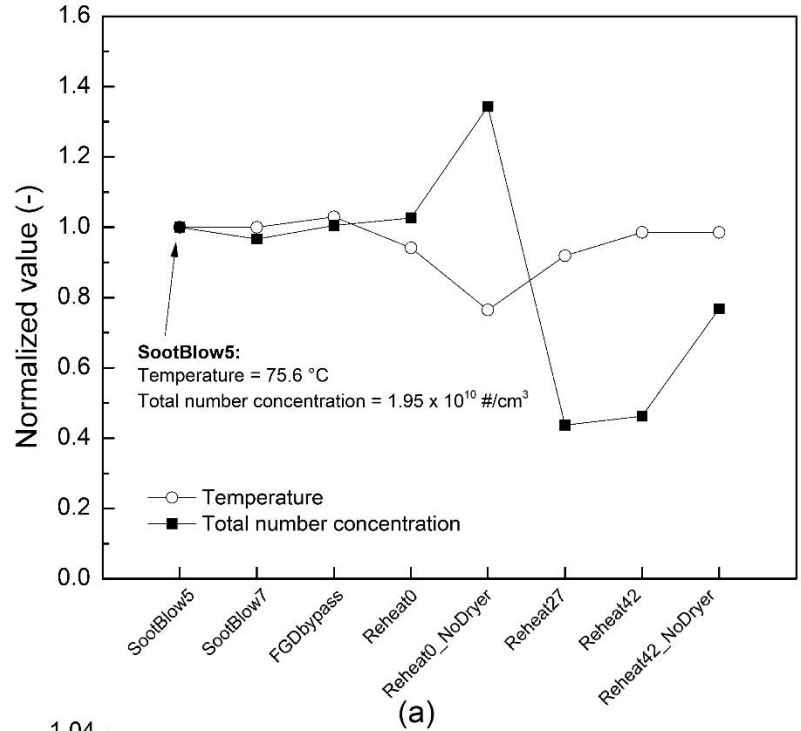 1.6
1.4
1.2
1.0
0.8
0.6
0.4
0.2
0.0
Normalized value (-)
SootBlow5:
Temperature = 75.6 °C
Total number concentration = 1.95 x 10¹⁰ #/cm³
Temperature
Total number concentration
SootBlow5
SootBlow7
FGDbypass
Reheat0
Reheat0_NoDryer
Reheat27
Reheat42
Reheat42_NoDryer
(a)
1.04